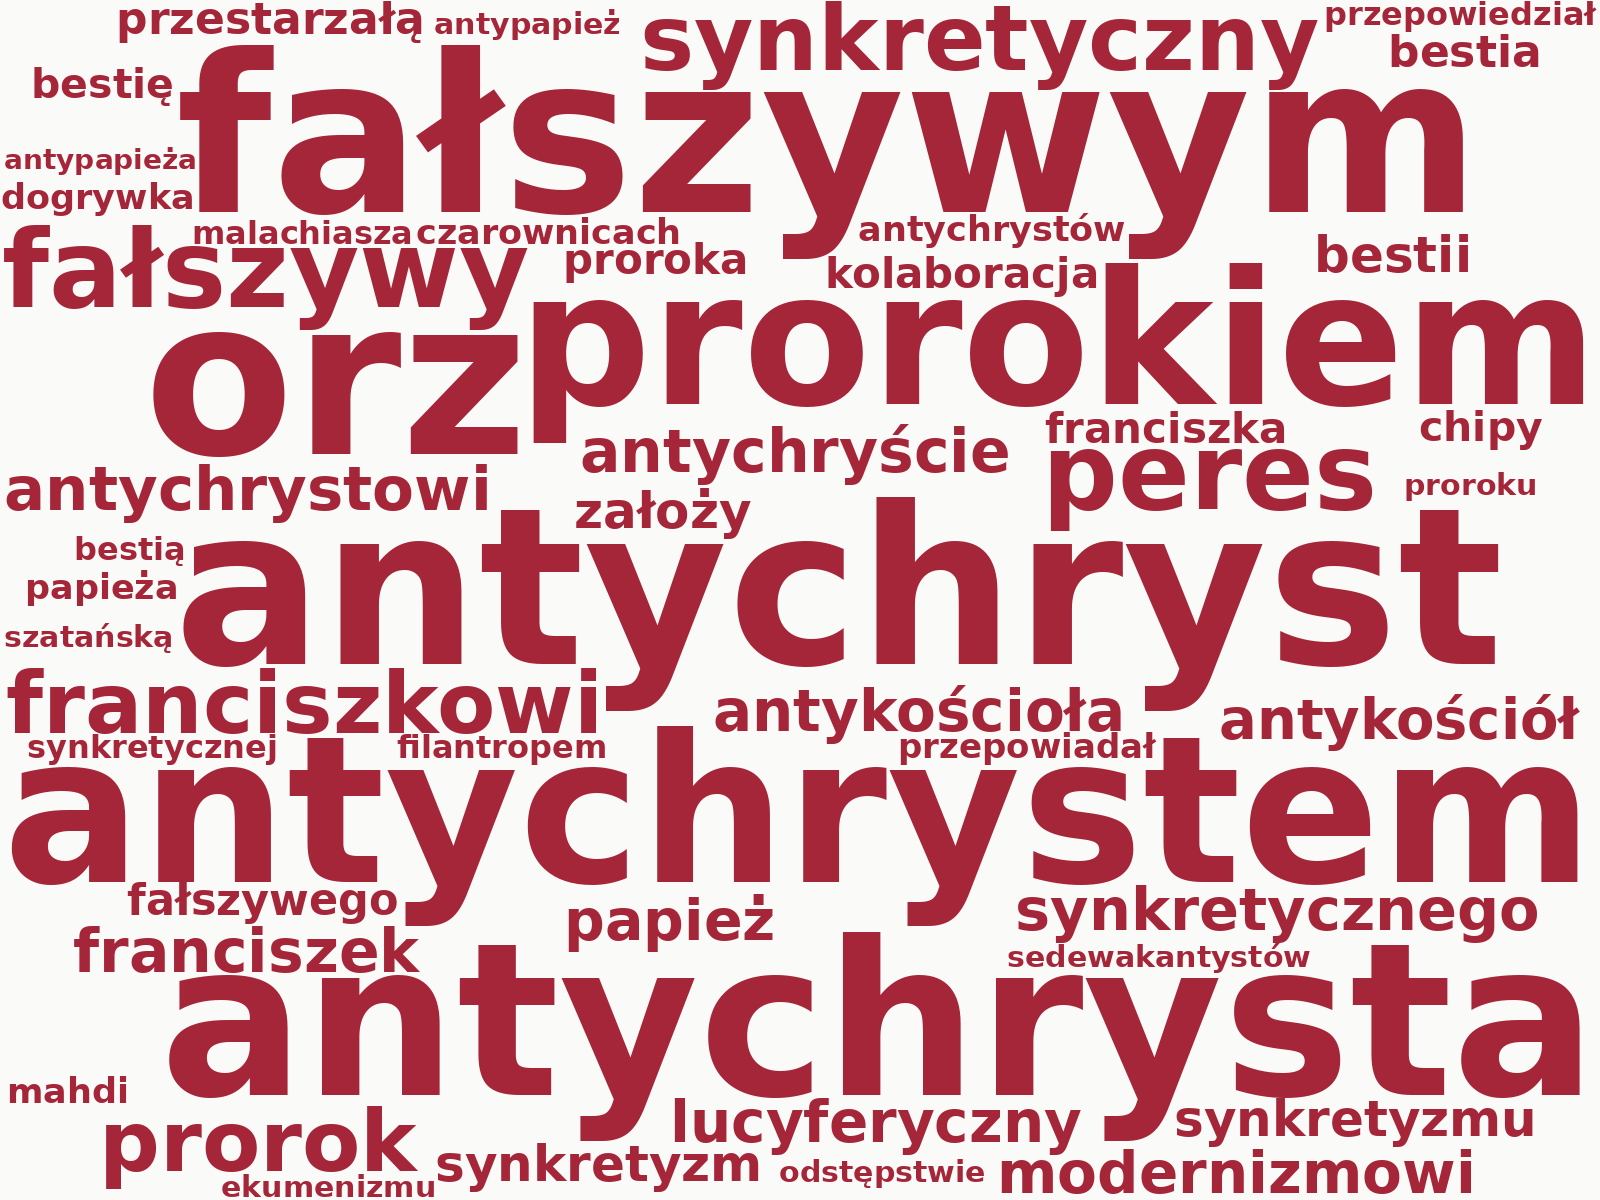 przestarzałą antypapież synkretyczny przepowiedział
bestia
bestię
fałszywym
antypapieża
dogrywka
malachiasza czarownicach antychrystów
fałszywy proroka kolaboracja bestii
orz prorokiem
antychryście franciszka chipy
antychrystowi peres proroku
założy
bestią
antychryst
papieża
szatańską
franciszkowi antykościoła antykościół
synkretycznej filantropem przepowiadał
antychrystem
fałszywego papież synkretycznego
franciszek sedewakantystów
antychrysta
mahdi
prorok lucyferyczny synkretyzmu
synkretyzm odstępstwie modernizmowi
ekumenizmu